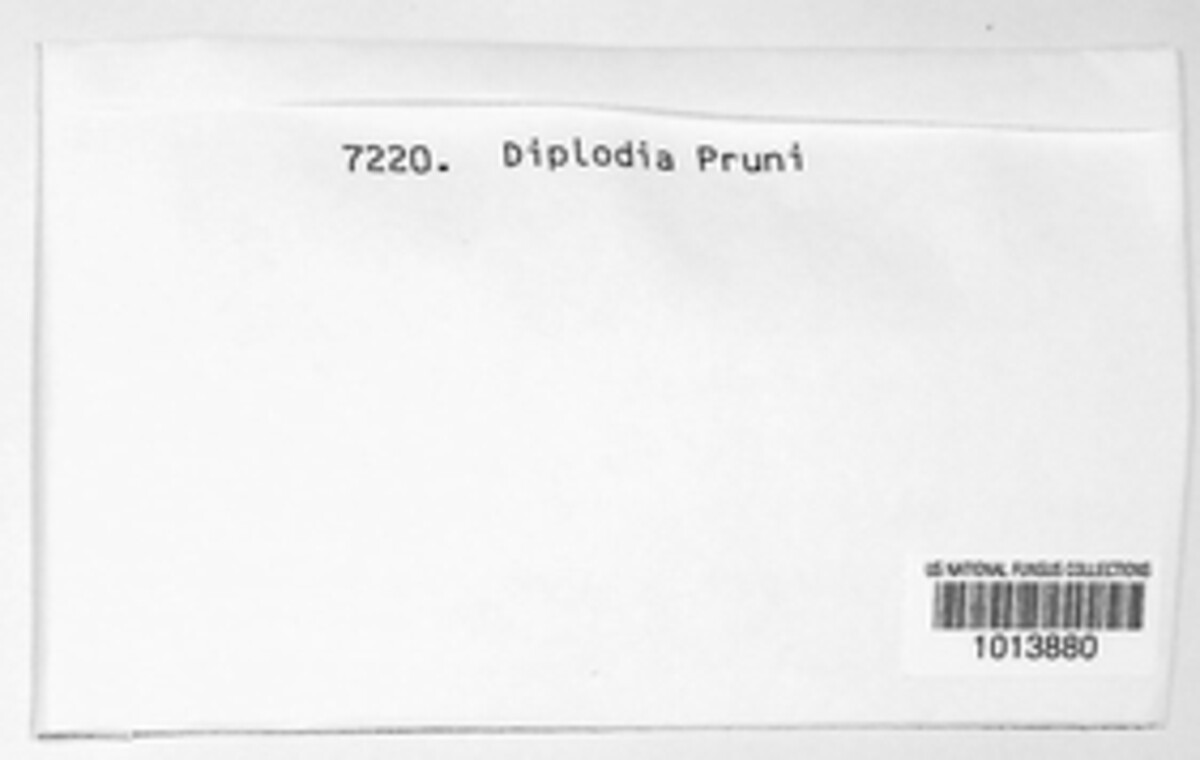 7220. Diplodia Pruni
US NATIONAL FUNGUS COLLECTIONS
1013880